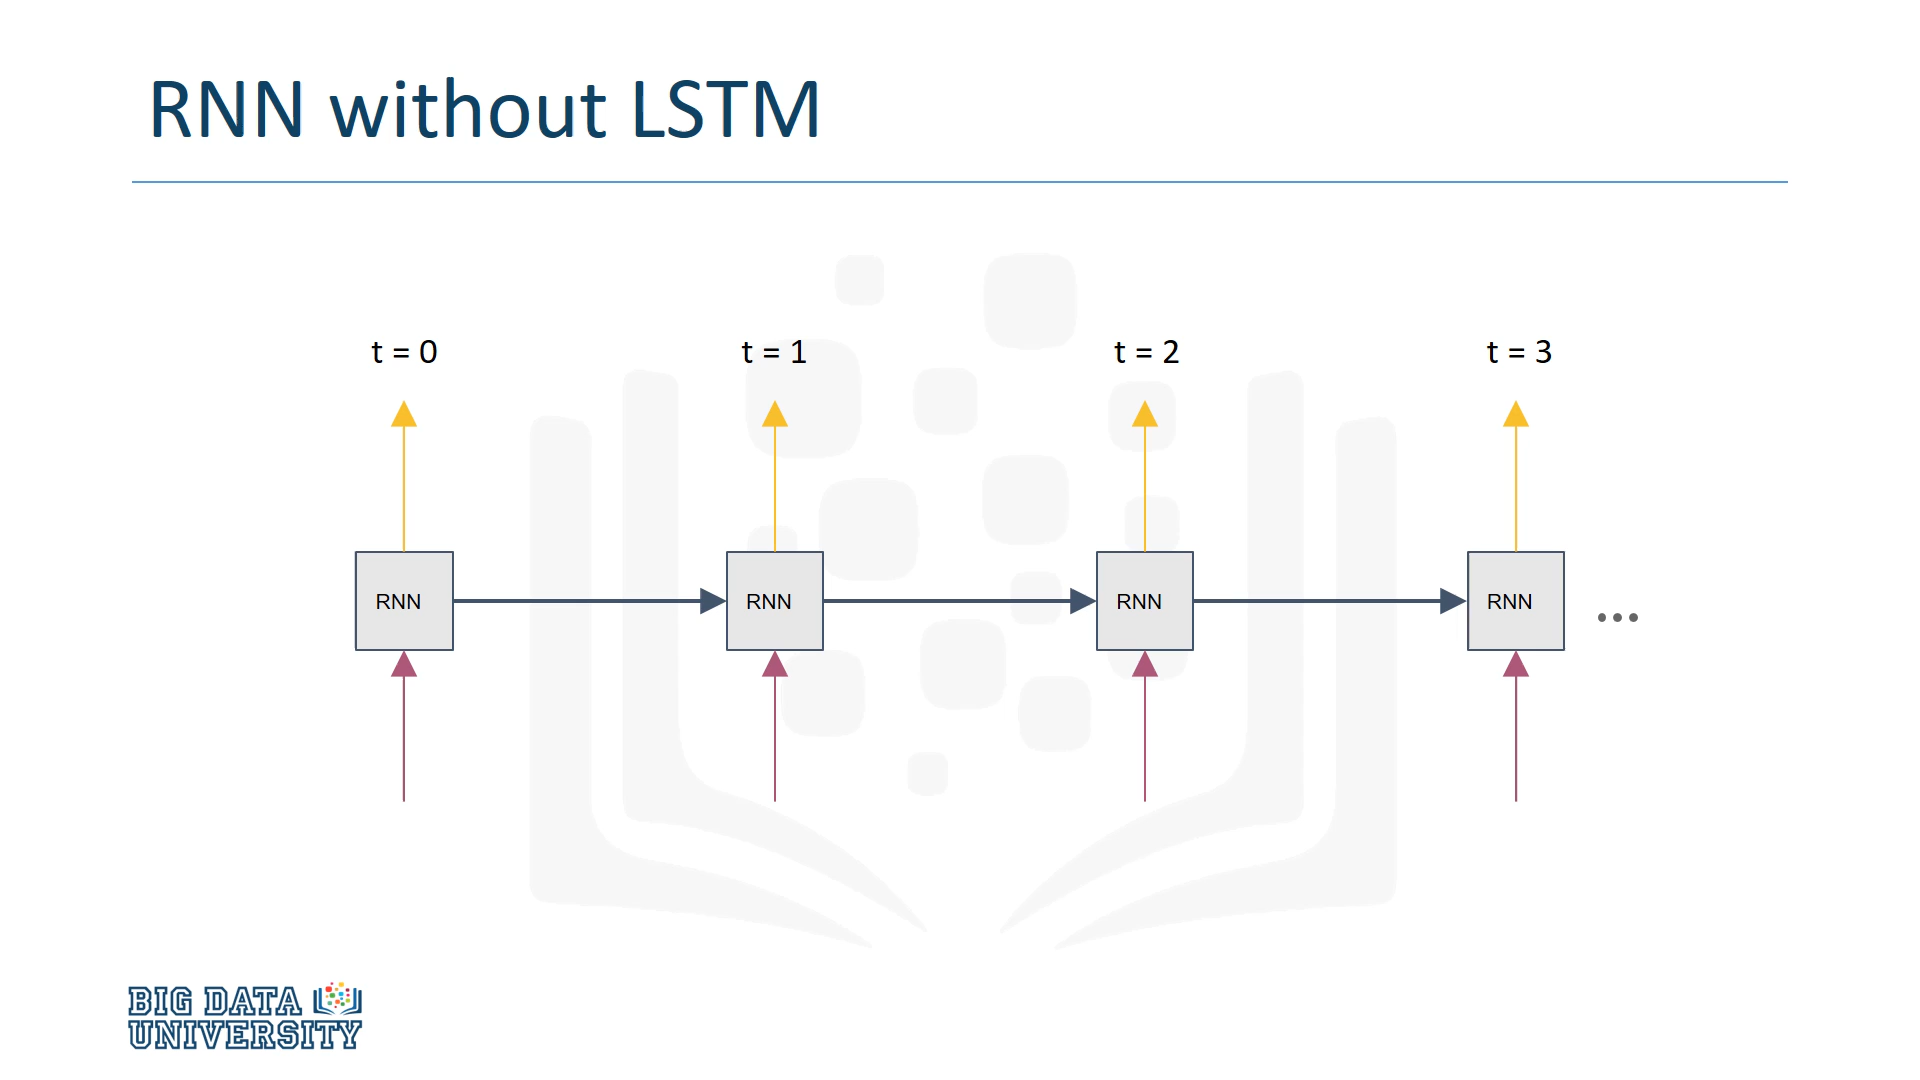 RNN without LSTM
t = 0
t = 1
t = 2
t = 3
RNN
RNN
RNN
RNN
...
BIG DATA
UNIVERSITY